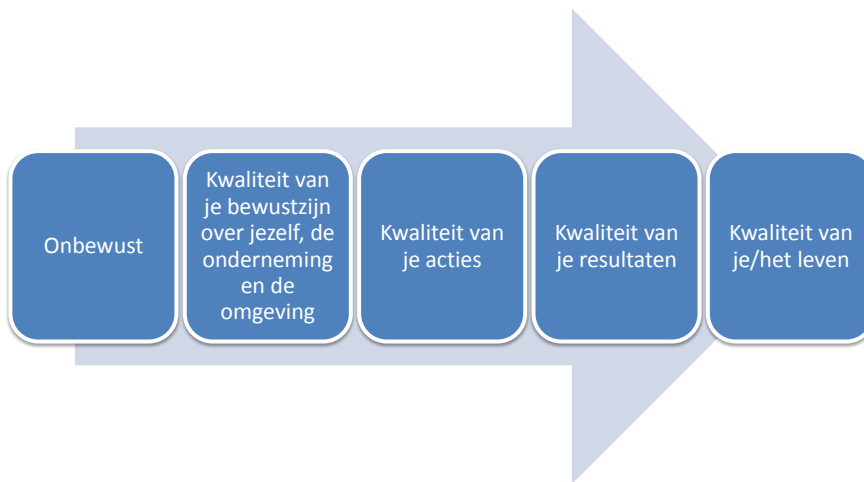 Onbewust
Kwaliteit van
je bewustzijn
over jezelf, de
onderneming
en de
omgeving
Kwaliteit van
je acties
Kwaliteit van
je resultaten
Kwaliteit van
je/het leven